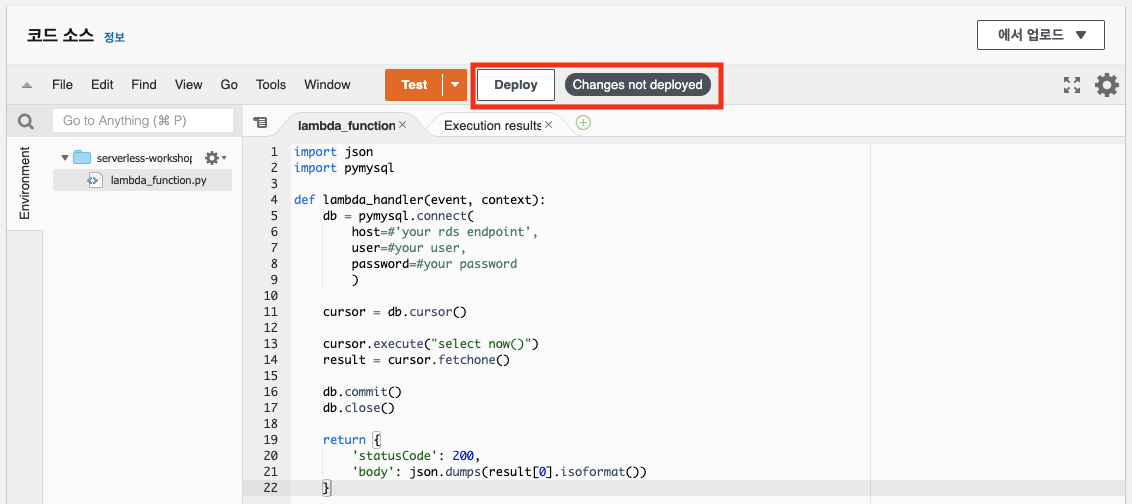 코드 소스 정보
에서 업로드 ▼
File Edit Find View Go Tools Window Test Deploy Changes not deployed
Go to Anything (⌘ P)
lambda_function × Execution results ×
Environment
serverless-workshop
lambda_function.py
1 import json
2 import pymysql
3
4 def lambda_handler(event, context):
5 db = pymysql.connect(
6 host=#'your rds endpoint',
7 user=#your user,
8 password=#your password
9 )
10
11 cursor = db.cursor()
12
13 cursor.execute("select now()")
14 result = cursor.fetchone()
15
16 db.commit()
17 db.close()
18
19 return {
20 'statusCode': 200,
21 'body': json.dumps(result[0].isoformat())
22 }